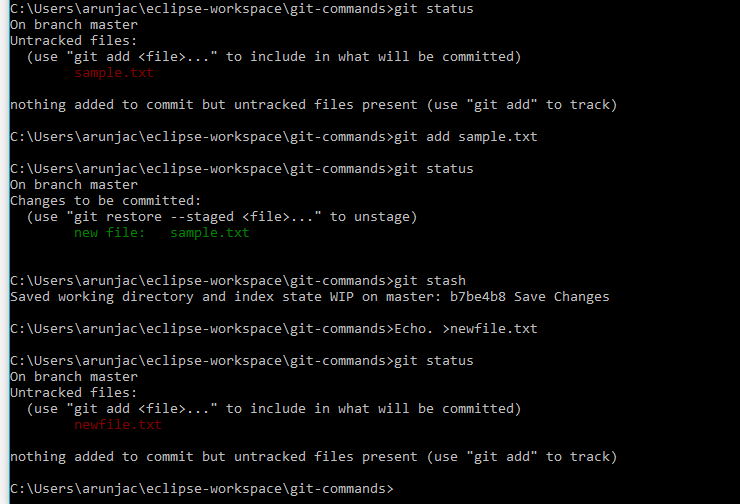 C:\Users\arunjac\eclipse-workspace\git-commands>git status
On branch master
Untracked files:
  (use "git add <file>..." to include in what will be committed)
        sample.txt

nothing added to commit but untracked files present (use "git add" to track)

C:\Users\arunjac\eclipse-workspace\git-commands>git add sample.txt

C:\Users\arunjac\eclipse-workspace\git-commands>git status
On branch master
Changes to be committed:
  (use "git restore --staged <file>..." to unstage)
        new file:   sample.txt


C:\Users\arunjac\eclipse-workspace\git-commands>git stash
Saved working directory and index state WIP on master: b7be4b8 Save Changes

C:\Users\arunjac\eclipse-workspace\git-commands>Echo. >newfile.txt

C:\Users\arunjac\eclipse-workspace\git-commands>git status
On branch master
Untracked files:
  (use "git add <file>..." to include in what will be committed)
        newfile.txt

nothing added to commit but untracked files present (use "git add" to track)

C:\Users\arunjac\eclipse-workspace\git-commands>